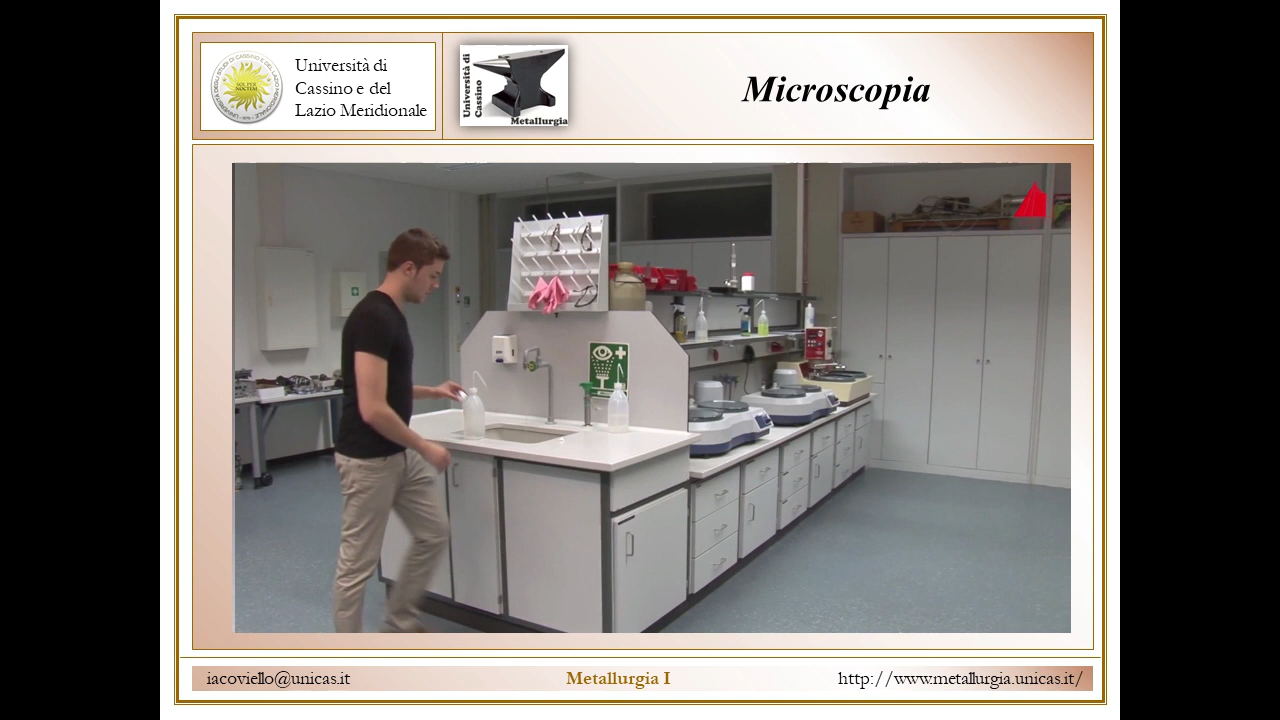 Università di
Cassino e del
Lazio Meridionale
Università di
Cassino
Metallurgia
Microscopia
iacoviello@unicas.it
Metallurgia I
http://www.metallurgia.unicas.it/